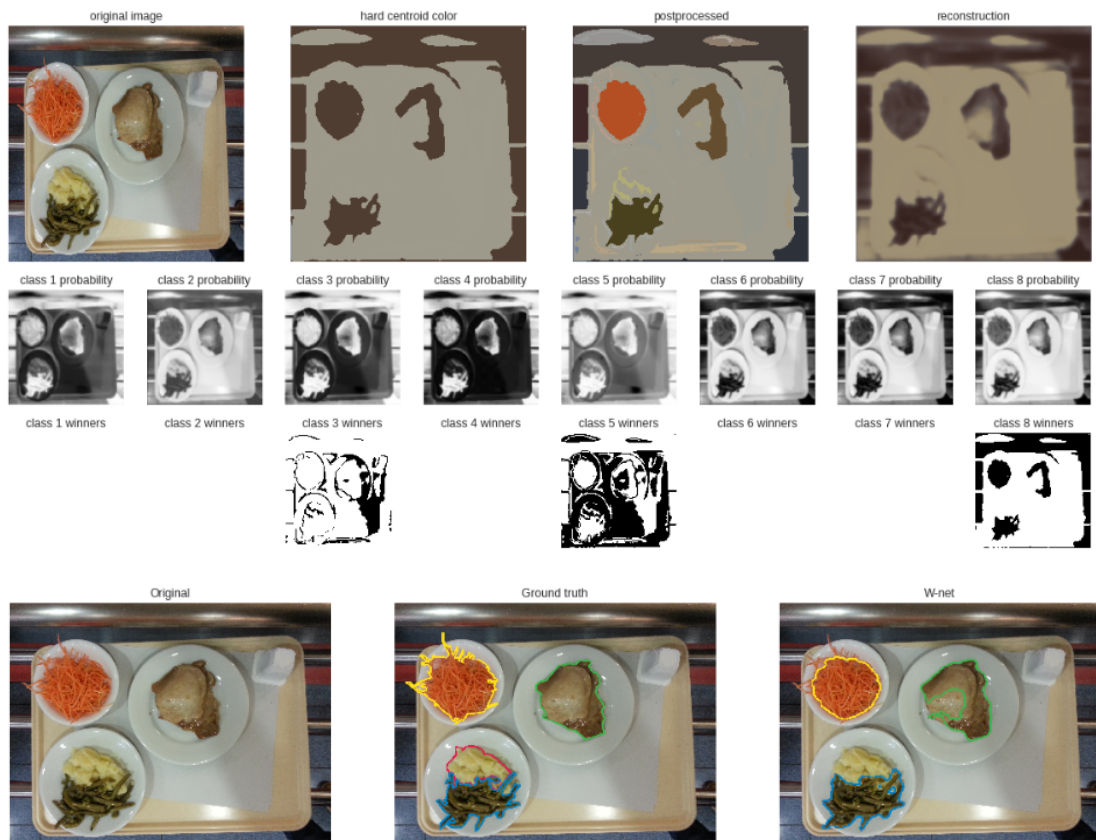 original image
hard centroid color
postprocessed
reconstruction
class 1 probability
class 2 probability
class 3 probability
class 4 probability
class 5 probability
class 6 probability
class 7 probability
class 8 probability
class 1 winners
class 2 winners
class 3 winners
class 4 winners
class 5 winners
class 6 winners
class 7 winners
class 8 winners
Original
Ground truth
W-net